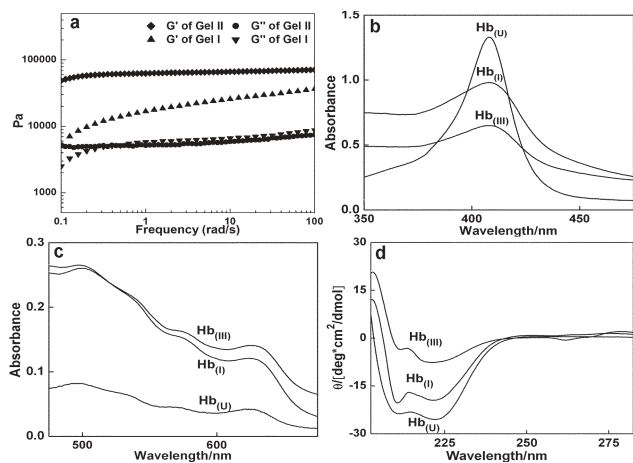 a
G' of Gel II G'' of Gel II
G' of Gel I G'' of Gel I
100000
10000
1000
Pa
0.1 1 10 100
Frequency (rad/s)
b
Hb(U)
Hb(I)
Hb(III)
1.5
1.0
0.5
0.0
Absorbance
350 400 450
Wavelength/nm
c
0.3
0.2
0.1
0.0
Absorbance
Hb(III)
Hb(I)
Hb(U)
500 600
Wavelength/nm
d
30
15
0
-15
-30
θ/[deg*cm²/dmol]
Hb(III)
Hb(I)
Hb(U)
225 250 275
Wavelength/nm